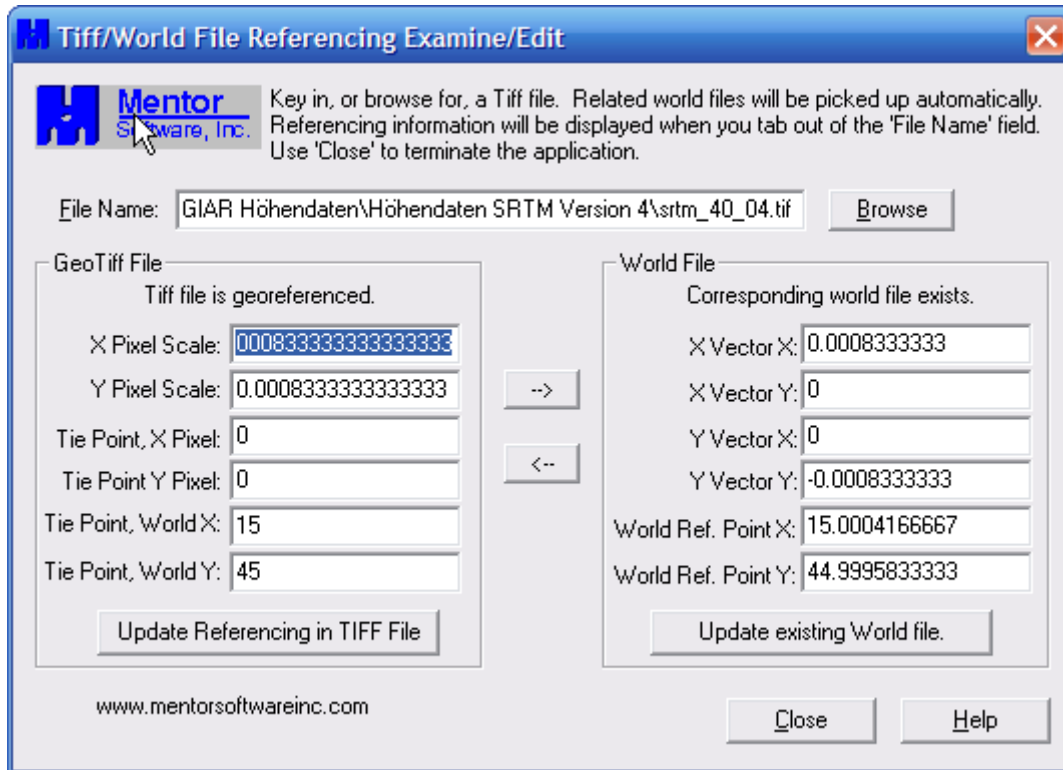 Tiff/World File Referencing Examine/Edit
Mentor
Software, Inc.
Key in, or browse for, a Tiff file. Related world files will be picked up automatically.
Referencing information will be displayed when you tab out of the 'File Name' field.
Use 'Close' to terminate the application.
File Name: GIAR Höhendaten\Höhendaten SRTM Version 4\srtm_40_04.tif Browse
GeoTiff File
Tiff file is georeferenced.
X Pixel Scale: 000833333333333333
Y Pixel Scale: 0.0008333333333333
Tie Point, X Pixel: 0
Tie Point Y Pixel: 0
Tie Point, World X: 15
Tie Point, World Y: 45
Update Referencing in TIFF File
-->
<--
World File
Corresponding world file exists.
X Vector X: 0.0008333333
X Vector Y: 0
Y Vector X: 0
Y Vector Y: -0.0008333333
World Ref. Point X: 15.0004166667
World Ref. Point Y: 44.9995833333
Update existing World file.
www.mentorsoftwareinc.com
Close Help